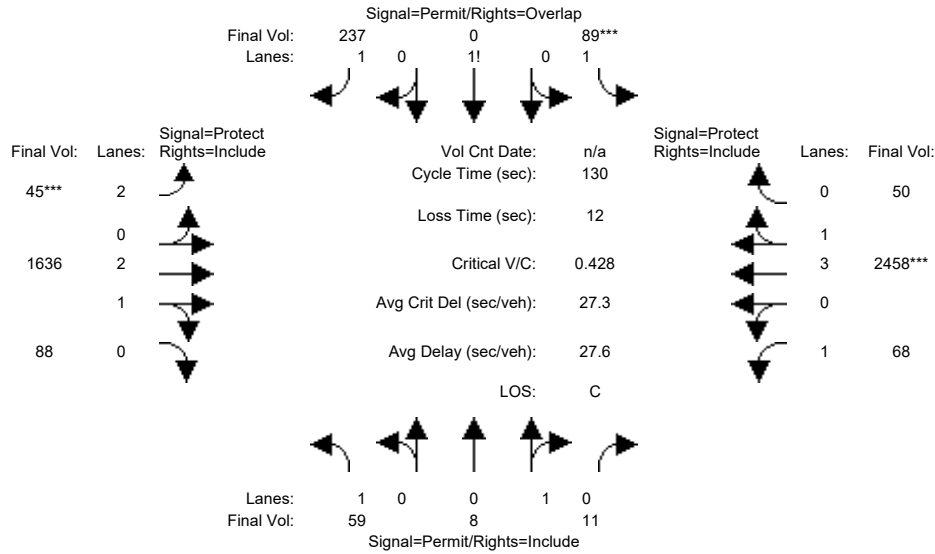 Signal=Permit/Rights=Overlap
Final Vol: 237 0 89***
Lanes: 1 0 1! 0 1
Signal=Protect Signal=Protect
Final Vol: Lanes: Rights=Include Vol Cnt Date: n/a Rights=Include Lanes: Final Vol:
Cycle Time (sec): 130
45*** 2 0 50
Loss Time (sec): 12
0 1
1636 2 Critical V/C: 0.428 3 2458***
1 Avg Crit Del (sec/veh): 27.3 0
88 0 Avg Delay (sec/veh): 27.6 1 68
LOS: C
Lanes: 1 0 0 1 0
Final Vol: 59 8 11
Signal=Permit/Rights=Include